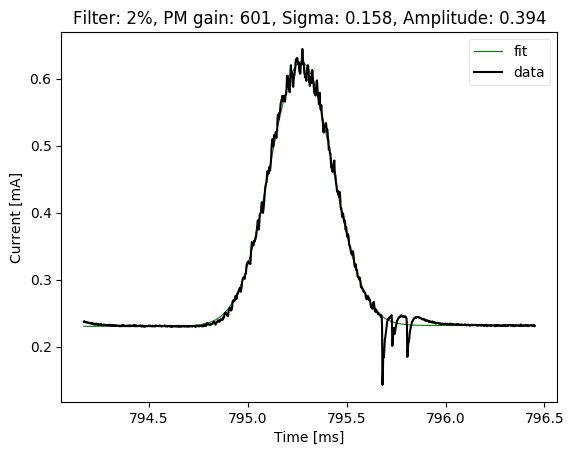 Filter: 2%, PM gain: 601, Sigma: 0.158, Amplitude: 0.394
fit
data
0.6
0.5
0.4
0.3
0.2
Current [mA]
794.5 795.0 795.5 796.0 796.5
Time [ms]